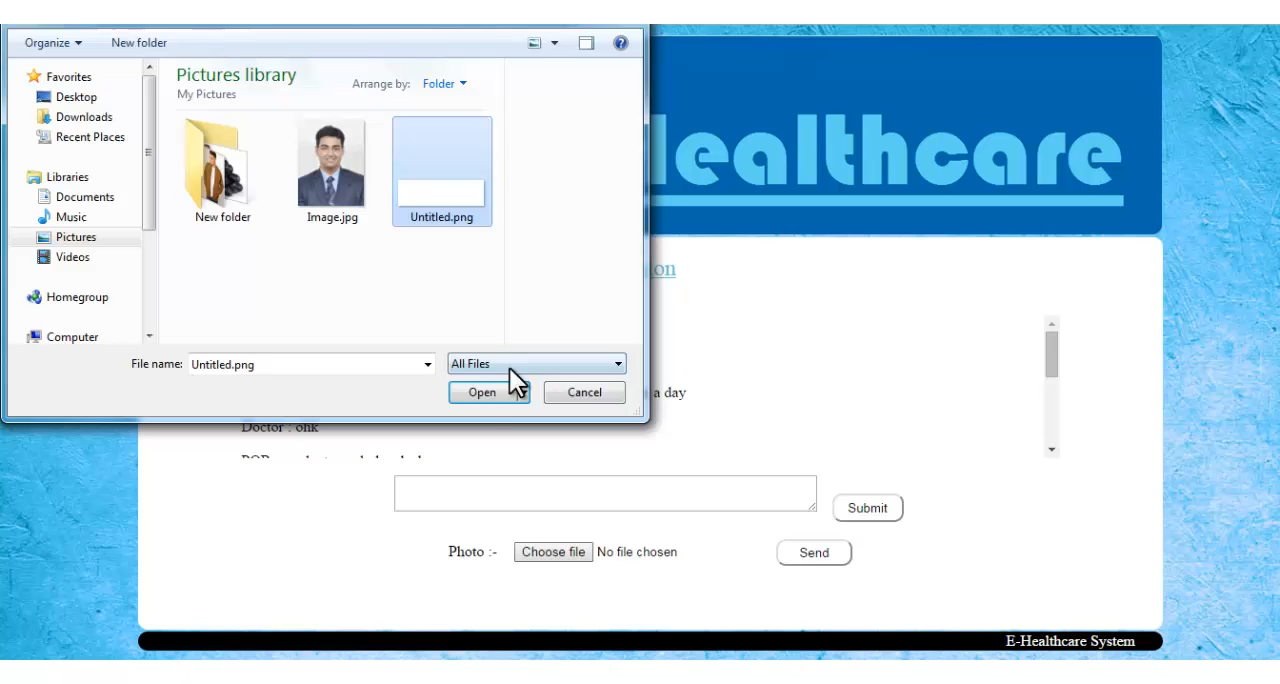 Organize
New folder
Favorites
Desktop
Downloads
Recent Places
Libraries
Documents
Music
Pictures
Videos
Homegroup
Computer
Pictures library
My Pictures
Arrange by: Folder
New folder
Image.jpg
Untitled.png
File name: Untitled.png
All Files
Open
Cancel
ealthcare
on
a day
Doctor : ohk
Submit
Photo :- Choose file No file chosen
Send
E-Healthcare System